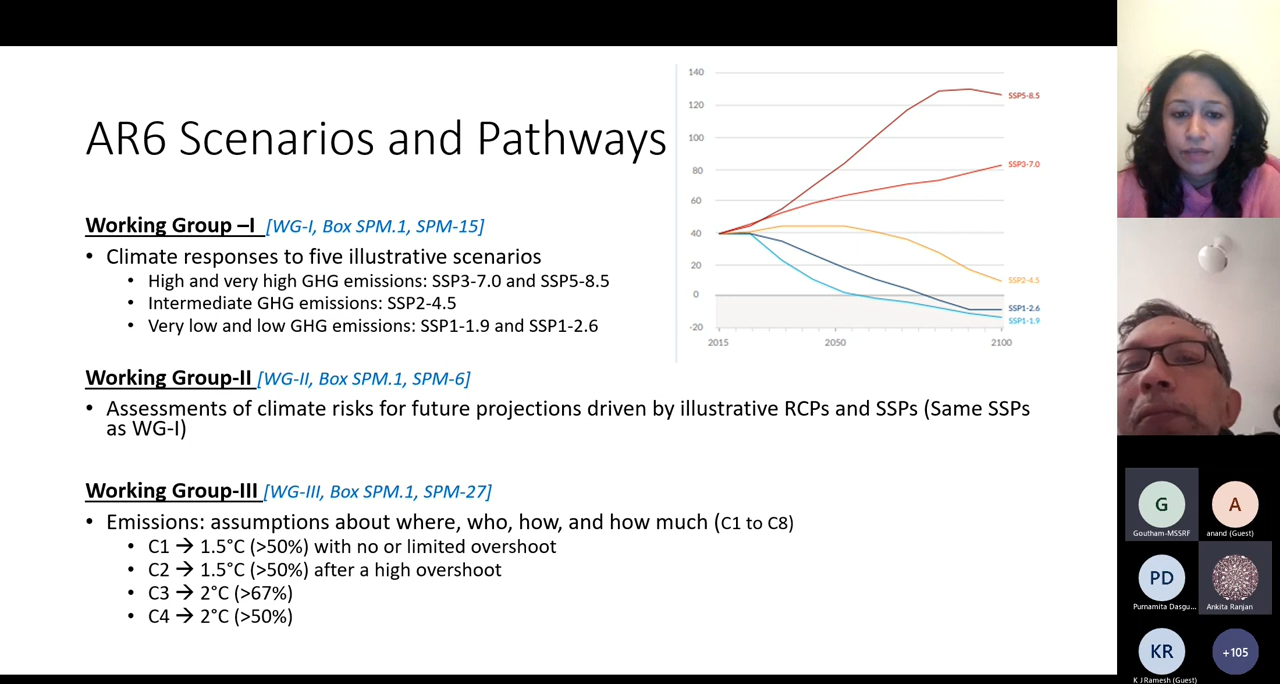 AR6 Scenarios and Pathways
Working Group –I [WG-I, Box SPM.1, SPM-15]
• Climate responses to five illustrative scenarios
• High and very high GHG emissions: SSP3-7.0 and SSP5-8.5
• Intermediate GHG emissions: SSP2-4.5
• Very low and low GHG emissions: SSP1-1.9 and SSP1-2.6
140
120
100
80
60
40
20
0
-20
2015
2050
2100
SSP5-8.5
SSP3-7.0
SSP2-4.5
SSP1-2.6
SSP1-1.9
Working Group-II [WG-II, Box SPM.1, SPM-6]
• Assessments of climate risks for future projections driven by illustrative RCPs and SSPs (Same SSPs
as WG-I)
Working Group-III [WG-III, Box SPM.1, SPM-27]
• Emissions: assumptions about where, who, how, and how much (C1 to C8)
• C1 → 1.5°C (>50%) with no or limited overshoot
• C2 → 1.5°C (>50%) after a high overshoot
• C3 → 2°C (>67%)
• C4 → 2°C (>50%)
G
Goutham-MSSRF
A
anand (Guest)
PD
Purnamita Dasgu...
Ankita Ranjan
KR
K J Ramesh (Guest)
+105